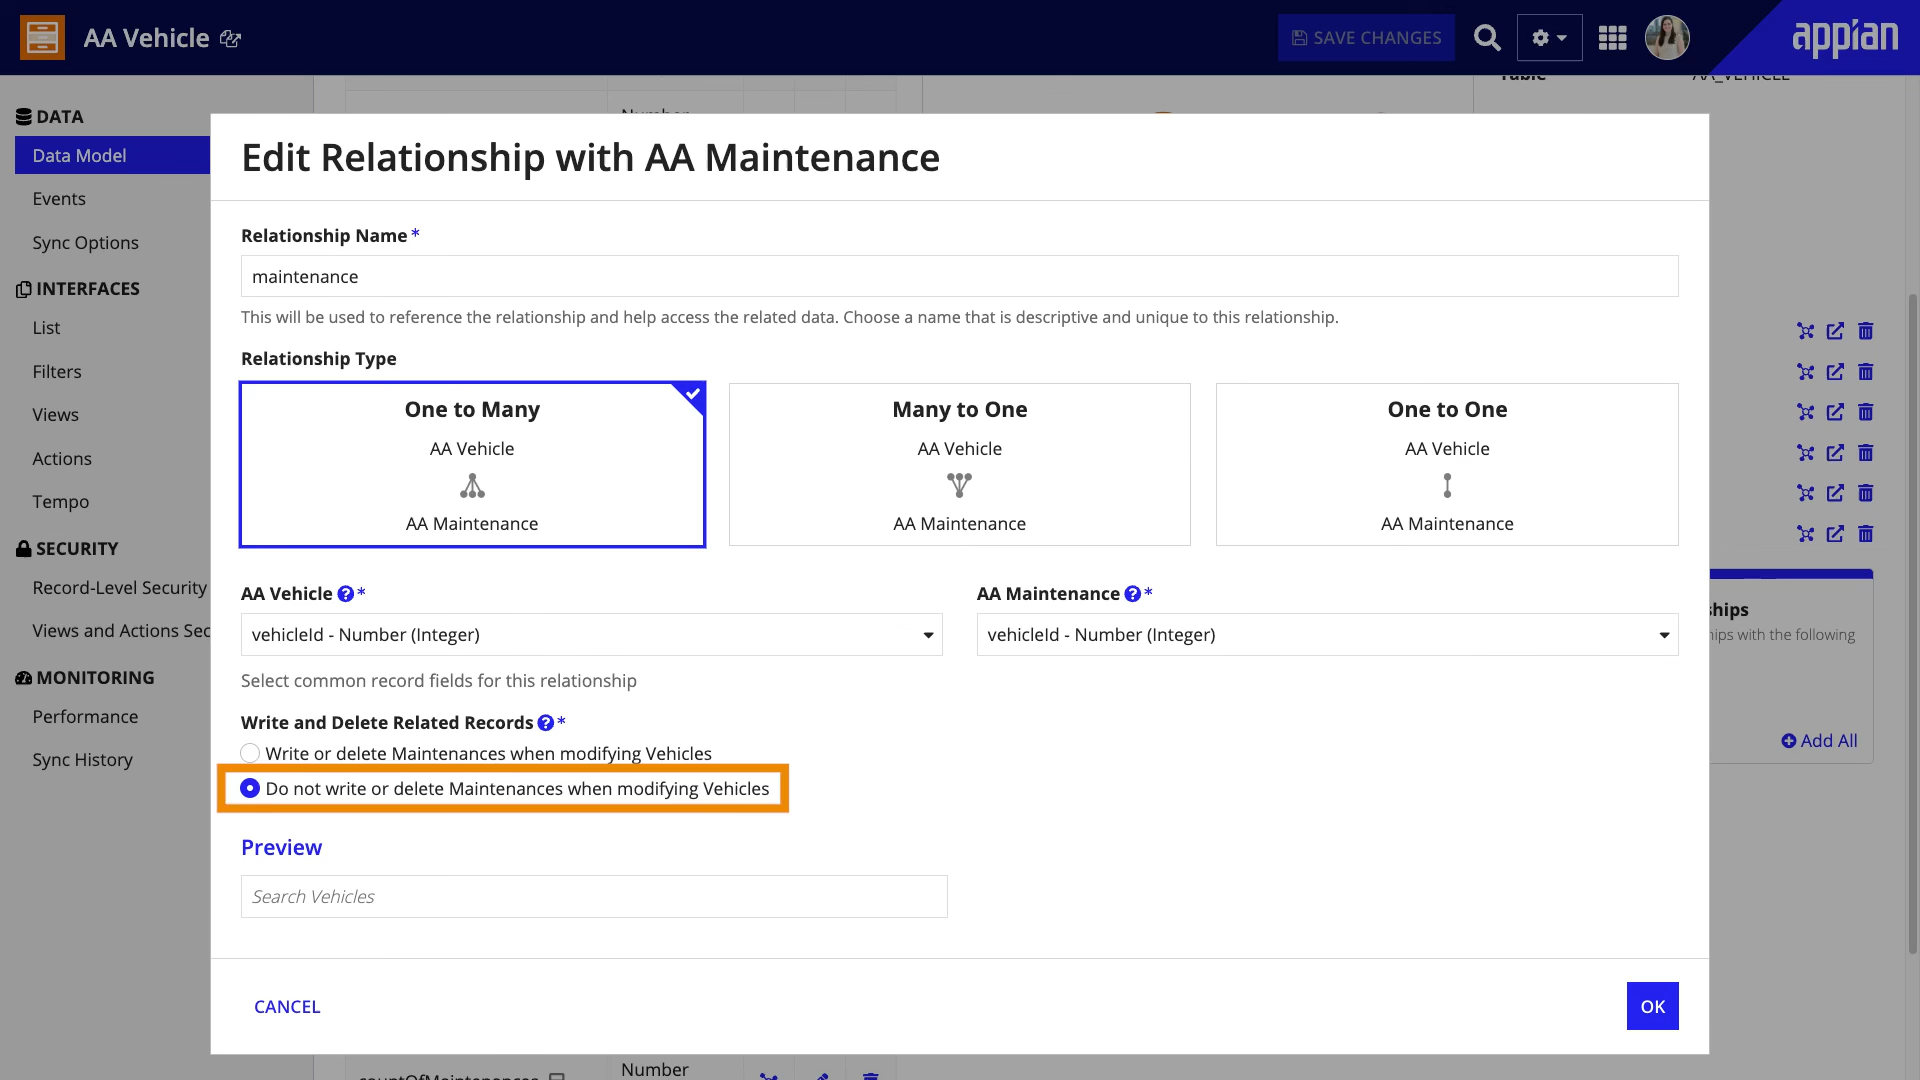 AA Vehicle
SAVE CHANGES
appian
DATA
Data Model
Events
Sync Options
INTERFACES
List
Filters
Views
Actions
Tempo
SECURITY
Record-Level Security
Views and Actions Sec
MONITORING
Performance
Sync History
Table AA_VEHICLE
Number
Edit Relationship with AA Maintenance
Relationship Name *
maintenance
This will be used to reference the relationship and help access the related data. Choose a name that is descriptive and unique to this relationship.
Relationship Type
One to Many
AA Vehicle
AA Maintenance
Many to One
AA Vehicle
AA Maintenance
One to One
AA Vehicle
AA Maintenance
AA Vehicle ? *
vehicleId - Number (Integer)
AA Maintenance ? *
vehicleId - Number (Integer)
Select common record fields for this relationship
Write and Delete Related Records ? *
Write or delete Maintenances when modifying Vehicles
Do not write or delete Maintenances when modifying Vehicles
Preview
Search Vehicles
CANCEL
OK
hips
hips with the following
Add All
countOfMaintenances
Number